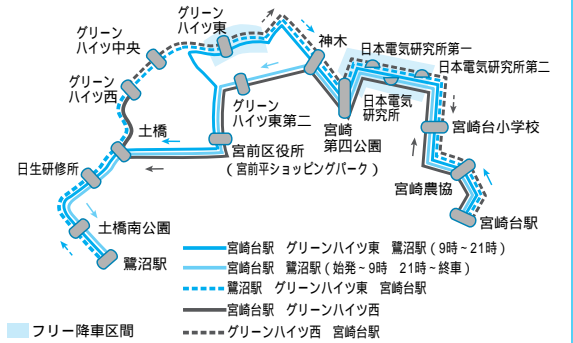 グリーン
ハイツ東
グリーン
ハイツ中央
神木
日本電気研究所第一
日本電気研究所第二
グリーン
ハイツ西
グリーン
ハイツ東第二
日本電気
研究所
宮崎
第四公園
宮崎台小学校
土橋
宮前区役所
(宮前平ショッピングパーク)
日生研修所
宮崎農協
土橋南公園
宮崎台駅
鷺沼駅
宮崎台駅 グリーンハイツ東 鷺沼駅(9時~21時)
宮崎台駅 鷺沼駅(始発~9時 21時~終車)
鷺沼駅 グリーンハイツ東 宮崎台駅
宮崎台駅 グリーンハイツ西
フリー降車区間
グリーンハイツ西 宮崎台駅